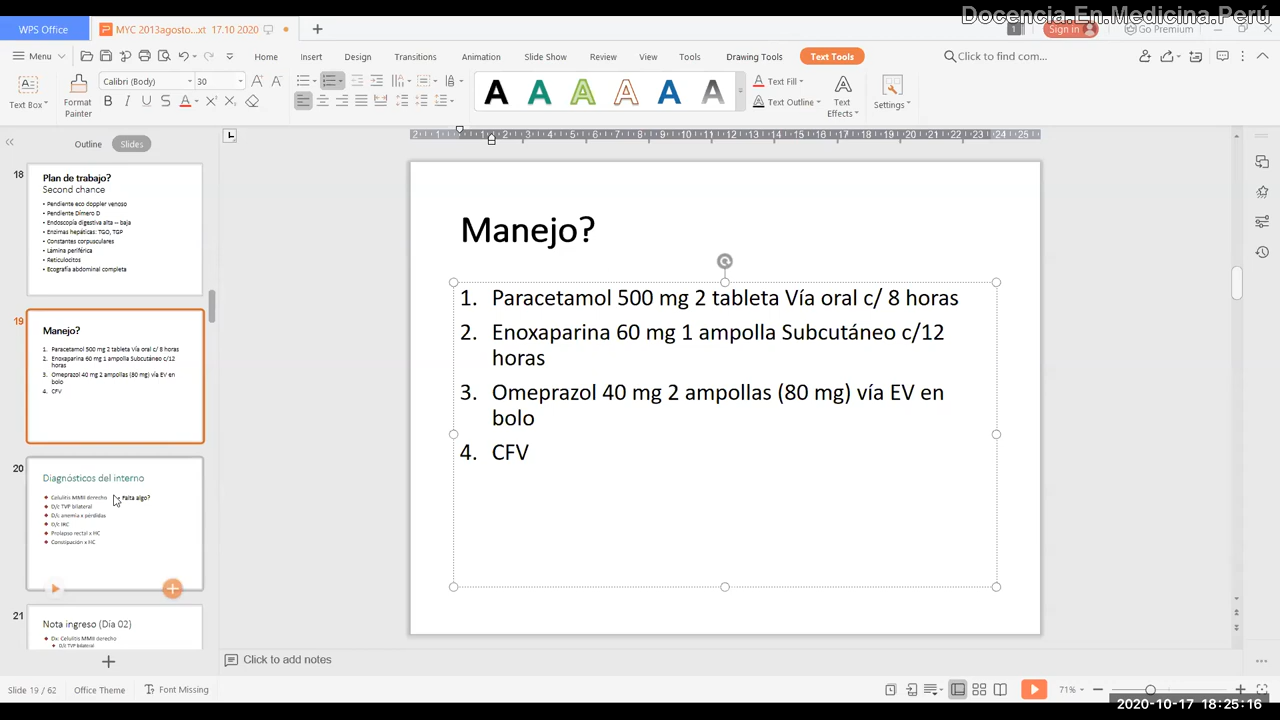 Docencia.En.Medicina.Perú
WPS Office
MYC 2013agosto...xt 17.10 2020
1
Sign in
Go Premium
Menu
Home
Insert
Design
Transitions
Animation
Slide Show
Review
View
Tools
Drawing Tools
Text Tools
Click to find com...
Text Box
Format Painter
Calibri (Body)
30
Text Fill
Text Outline
Text Effects
Settings
Outline
Slides
18
Plan de trabajo?
Second chance
• Pendiente eco doppler venoso
• Pendiente Dímero D
• Endoscopía digestiva alta – baja
• Enzimas hepáticas: TGO, TGP
• Constantes corpusculares
• Lámina periférica
• Reticulocitos
• Ecografía abdominal completa
19
Manejo?
1. Paracetamol 500 mg 2 tableta Vía oral c/ 8 horas
2. Enoxaparina 60 mg 1 ampolla Subcutáneo c/12
horas
3. Omeprazol 40 mg 2 ampollas (80 mg) vía EV en
bolo
4. CFV
20
Diagnósticos del interno
Celulitis MMII derecho
Falta algo?
D/c TVP bilateral
D/c anemia x perdidas
D/c IRC
Prolapso rectal x HC
Constipación x HC
21
Nota ingreso (Día 02)
Dx: Celulitis MMII derecho
D/c TVP bilateral
Manejo?
1. Paracetamol 500 mg 2 tableta Vía oral c/ 8 horas
2. Enoxaparina 60 mg 1 ampolla Subcutáneo c/12
horas
3. Omeprazol 40 mg 2 ampollas (80 mg) vía EV en
bolo
4. CFV
Click to add notes
Slide 19 / 62
Office Theme
Font Missing
71%
2020-10-17 18:25:16